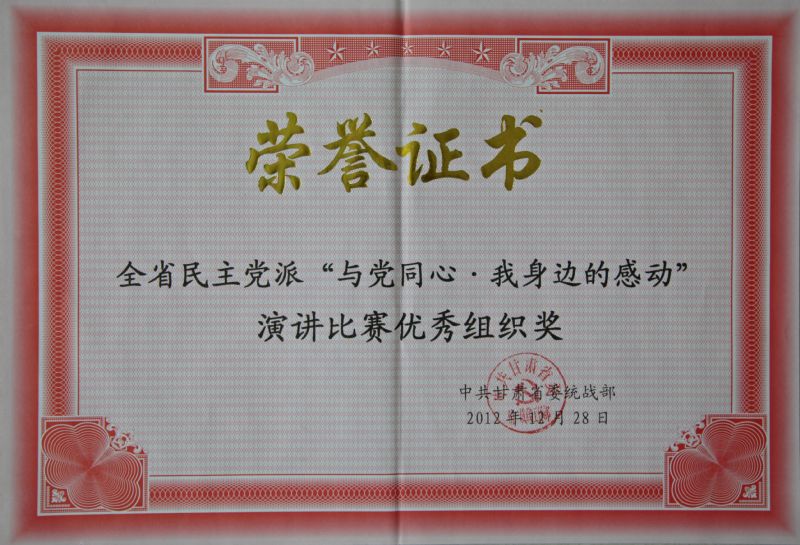 荣誉证书
全省民主党派“与党同心·我身边的感动”
演讲比赛优秀组织奖
中共甘肃省委统战部
2012年12月28日